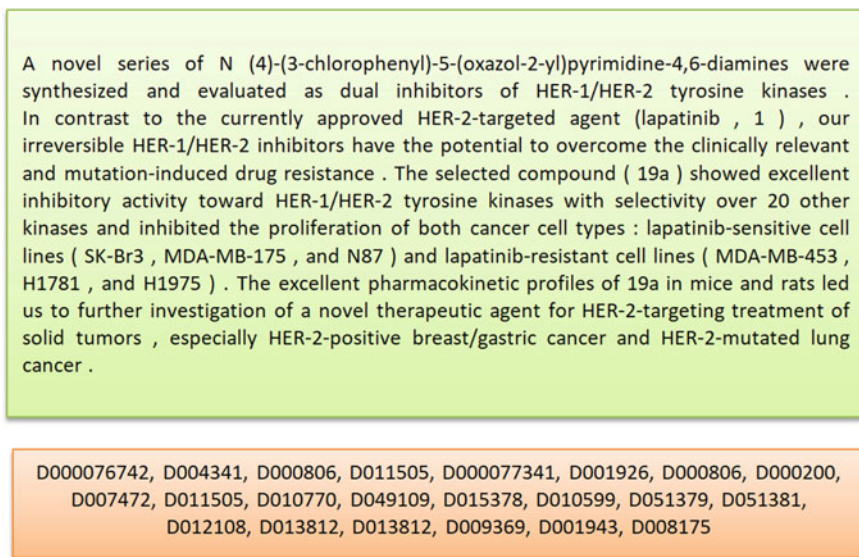 A novel series of N (4)-(3-chlorophenyl)-5-(oxazol-2-yl)pyrimidine-4,6-diamines were
synthesized and evaluated as dual inhibitors of HER-1/HER-2 tyrosine kinases .
In contrast to the currently approved HER-2-targeted agent (lapatinib , 1 ) , our
irreversible HER-1/HER-2 inhibitors have the potential to overcome the clinically relevant
and mutation-induced drug resistance . The selected compound ( 19a ) showed excellent
inhibitory activity toward HER-1/HER-2 tyrosine kinases with selectivity over 20 other
kinases and inhibited the proliferation of both cancer cell types : lapatinib-sensitive cell
lines ( SK-Br3 , MDA-MB-175 , and N87 ) and lapatinib-resistant cell lines ( MDA-MB-453 ,
H1781 , and H1975 ) . The excellent pharmacokinetic profiles of 19a in mice and rats led
us to further investigation of a novel therapeutic agent for HER-2-targeting treatment of
solid tumors , especially HER-2-positive breast/gastric cancer and HER-2-mutated lung
cancer .
D000076742, D004341, D000806, D011505, D000077341, D001926, D000806, D000200,
D007472, D011505, D010770, D049109, D015378, D010599, D051379, D051381,
D012108, D013812, D013812, D009369, D001943, D008175